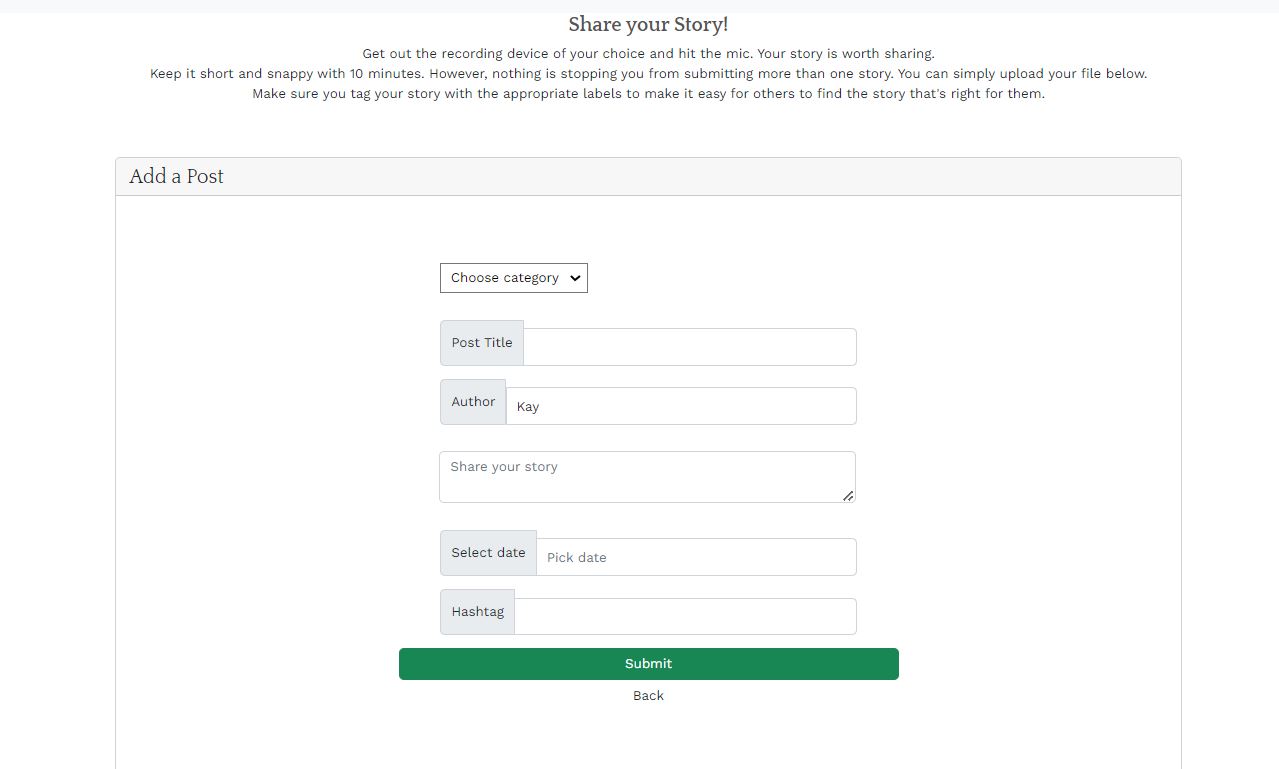 Share your Story!
Get out the recording device of your choice and hit the mic. Your story is worth sharing.
Keep it short and snappy with 10 minutes. However, nothing is stopping you from submitting more than one story. You can simply upload your file below.
Make sure you tag your story with the appropriate labels to make it easy for others to find the story that's right for them.
Add a Post
Choose category
Post Title
Author Kay
Share your story
Select date Pick date
Hashtag
Submit
Back